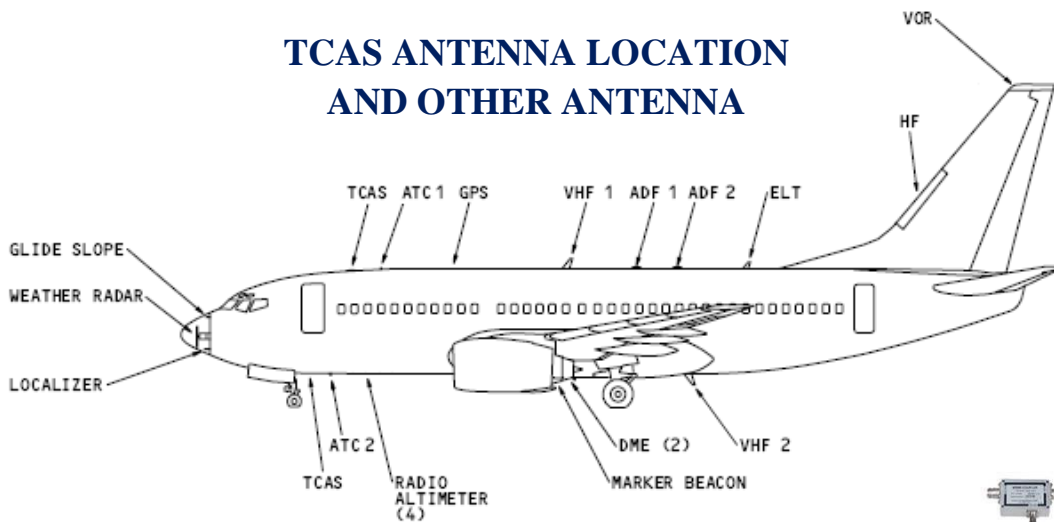 TCAS ANTENNA LOCATION
AND OTHER ANTENNA
VOR
HF
TCAS ATC 1 GPS VHF 1 ADF 1 ADF 2 ELT
GLIDE SLOPE
WEATHER RADAR
LOCALIZER
ATC 2 DME (2) VHF 2
TCAS RADIO MARKER BEACON
ALTIMETER
(4)